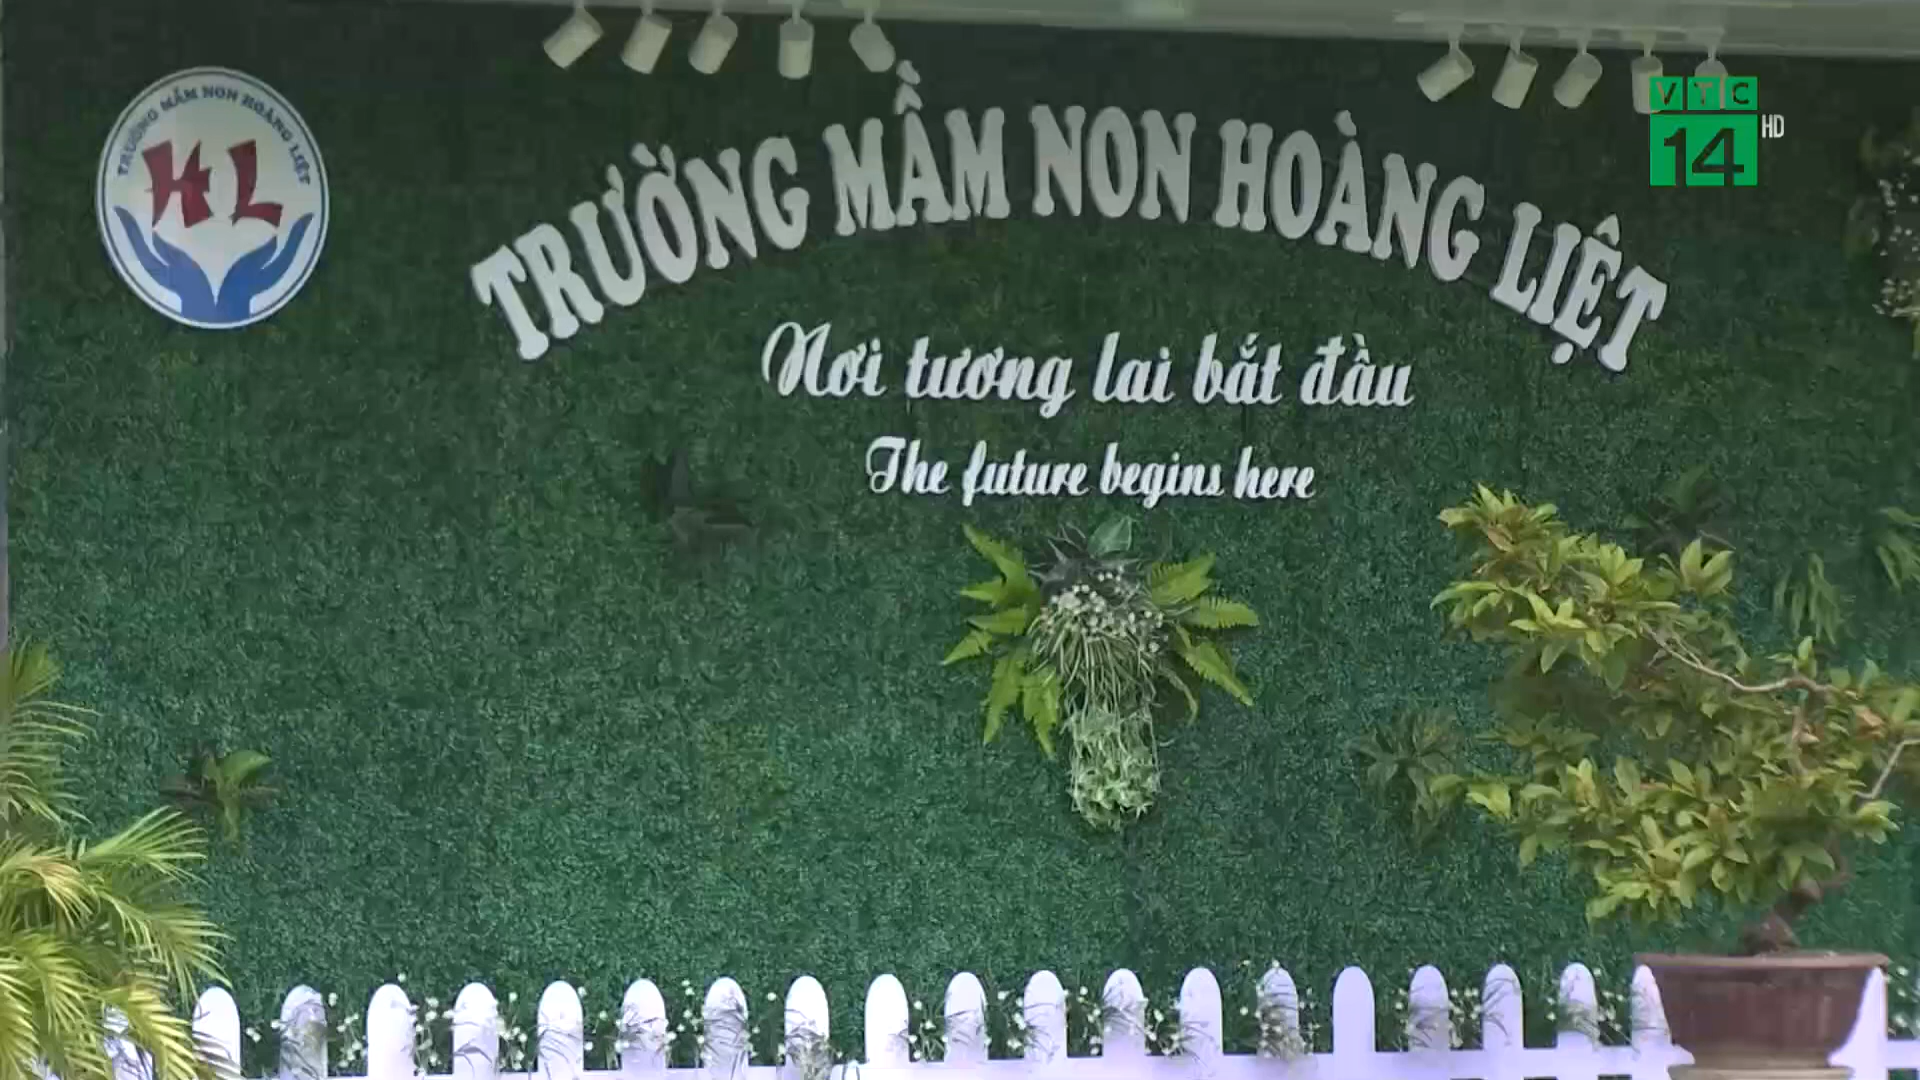 TRƯỜNG MẦM NON HOÀNG LIỆT
HL
TRƯỜNG MẦM NON HOÀNG LIỆT
Nơi tương lai bắt đầu
The future begins here
VTC
14 HD